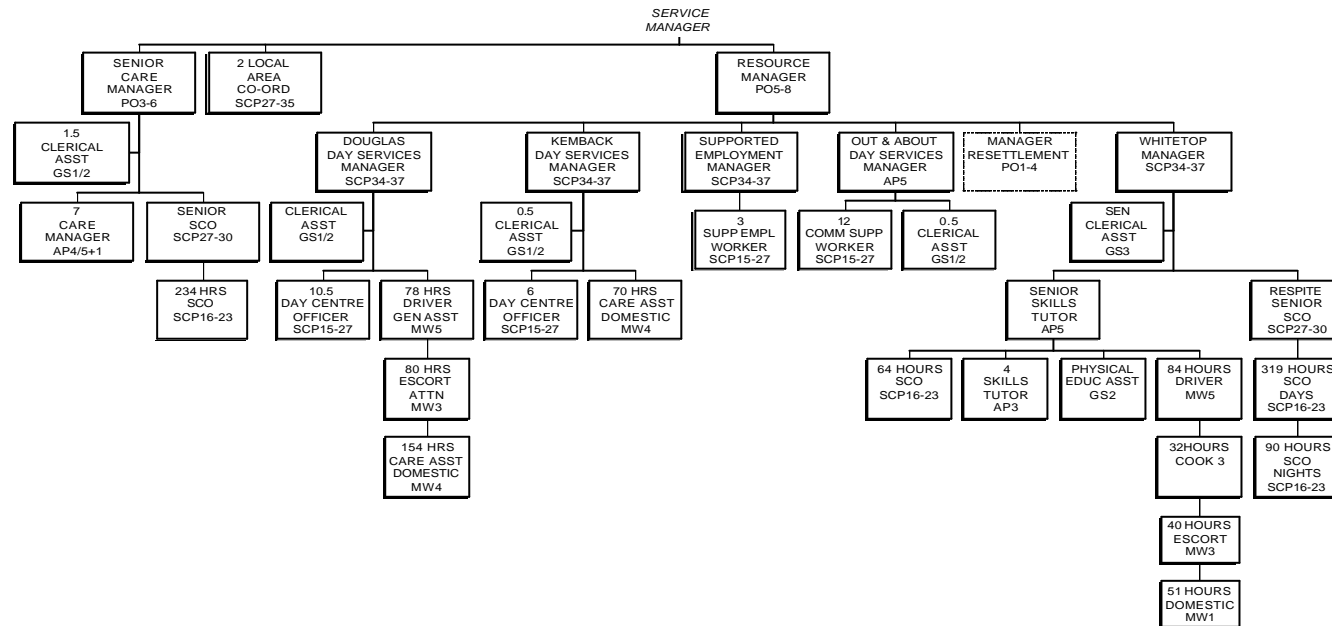 SERVICE
MANAGER
SENIOR
CARE
MANAGER
PO3-6
2 LOCAL
AREA
CO-ORD
SCP27-35
RESOURCE
MANAGER
PO5-8
1.5
CLERICAL
ASST
GS1/2
DOUGLAS
DAY SERVICES
MANAGER
SCP34-37
KEMBACK
DAY SERVICES
MANAGER
SCP34-37
SUPPORTED
EMPLOYMENT
MANAGER
SCP34-37
OUT & ABOUT
DAY SERVICES
MANAGER
AP5
MANAGER
RESETTLEMENT
PO1-4
WHITETOP
MANAGER
SCP34-37
7
CARE
MANAGER
AP4/5+1
SENIOR
SCO
SCP27-30
CLERICAL
ASST
GS1/2
0.5
CLERICAL
ASST
GS1/2
3
SUPP EMPL
WORKER
SCP15-27
12
COMM SUPP
WORKER
SCP15-27
0.5
CLERICAL
ASST
GS1/2
SEN
CLERICAL
ASST
GS3
234 HRS
SCO
SCP16-23
10.5
DAY CENTRE
OFFICER
SCP15-27
78 HRS
DRIVER
GEN ASST
MW5
6
DAY CENTRE
OFFICER
SCP15-27
70 HRS
CARE ASST
DOMESTIC
MW4
SENIOR
SKILLS
TUTOR
AP5
RESPITE
SENIOR
SCO
SCP27-30
80 HRS
ESCORT
ATTN
MW3
64 HOURS
SCO
SCP16-23
4
SKILLS
TUTOR
AP3
PHYSICAL
EDUC ASST
GS2
84 HOURS
DRIVER
MW5
319 HOURS
SCO
DAYS
SCP16-23
154 HRS
CARE ASST
DOMESTIC
MW4
32HOURS
COOK 3
90 HOURS
SCO
NIGHTS
SCP16-23
40 HOURS
ESCORT
MW3
51 HOURS
DOMESTIC
MW1